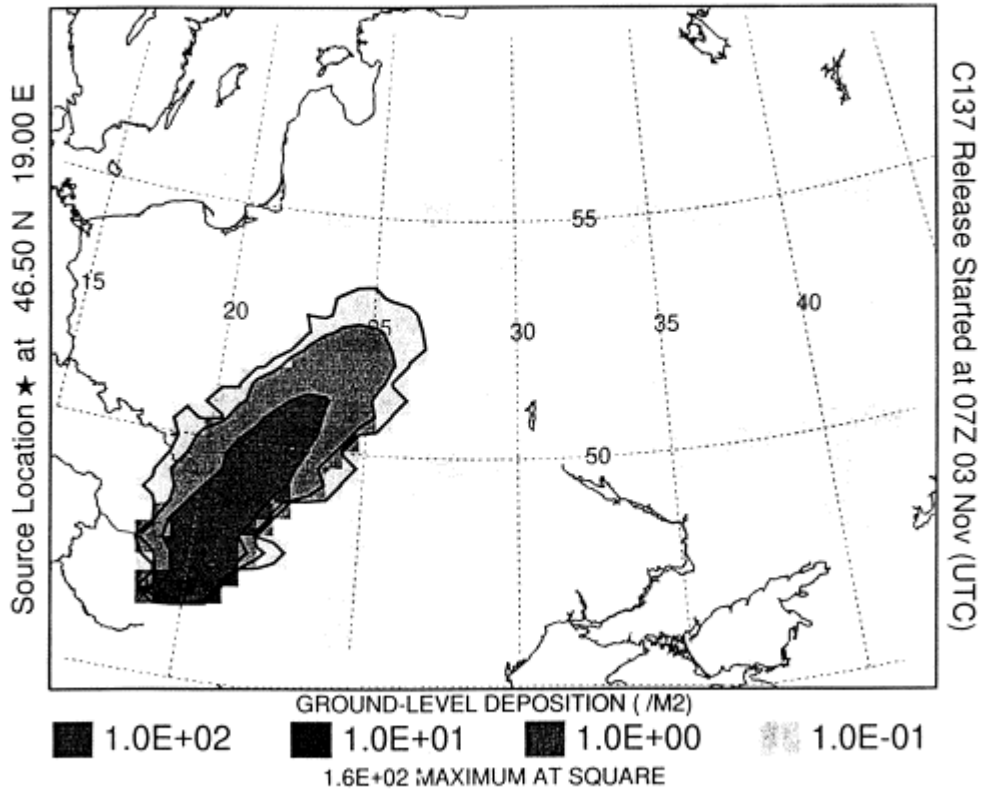 Source Location ★ at 46.50 N 19.00 E
C137 Release Started at 07Z 03 Nov (UTC)
55
15
20
25
30
35
40
50
GROUND-LEVEL DEPOSITION ( /M2)
1.0E+02 1.0E+01 1.0E+00 1.0E-01
1.6E+02 MAXIMUM AT SQUARE